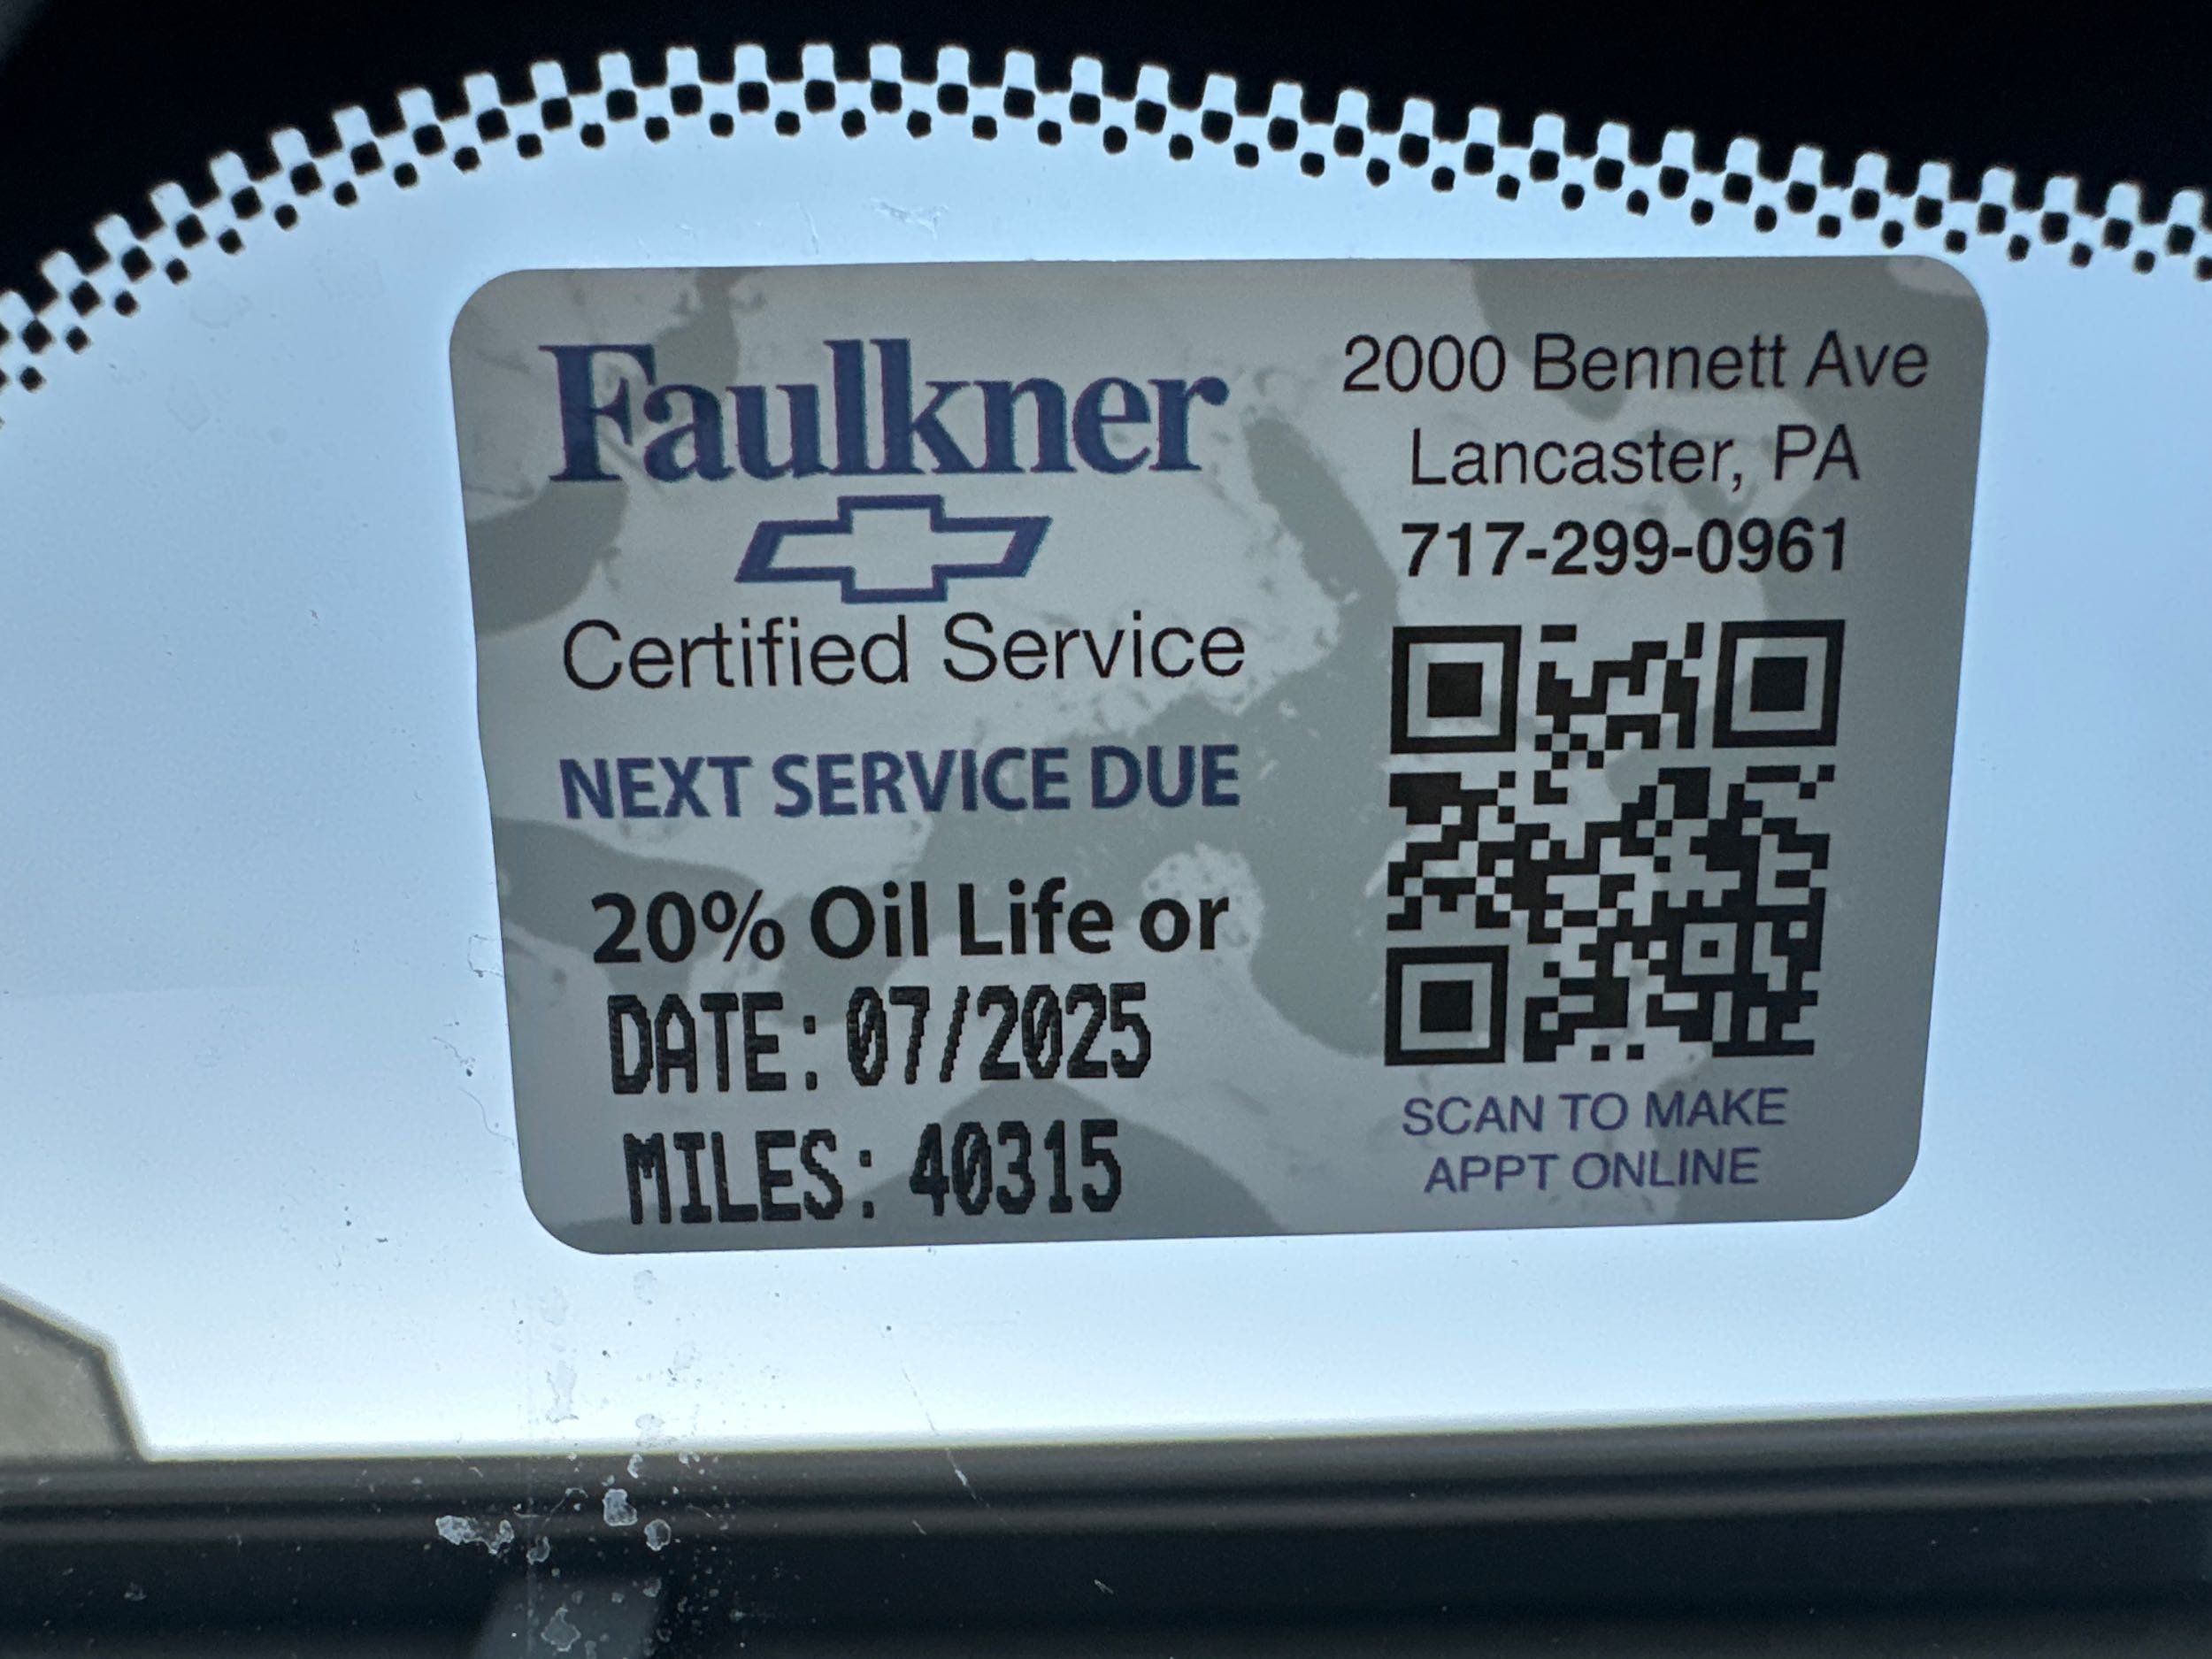 Faulkner
Certified Service
NEXT SERVICE DUE
20% Oil Life or
DATE: 07/2025
MILES: 40315
2000 Bennett Ave
Lancaster, PA
717-299-0961
SCAN TO MAKE
APPT ONLINE